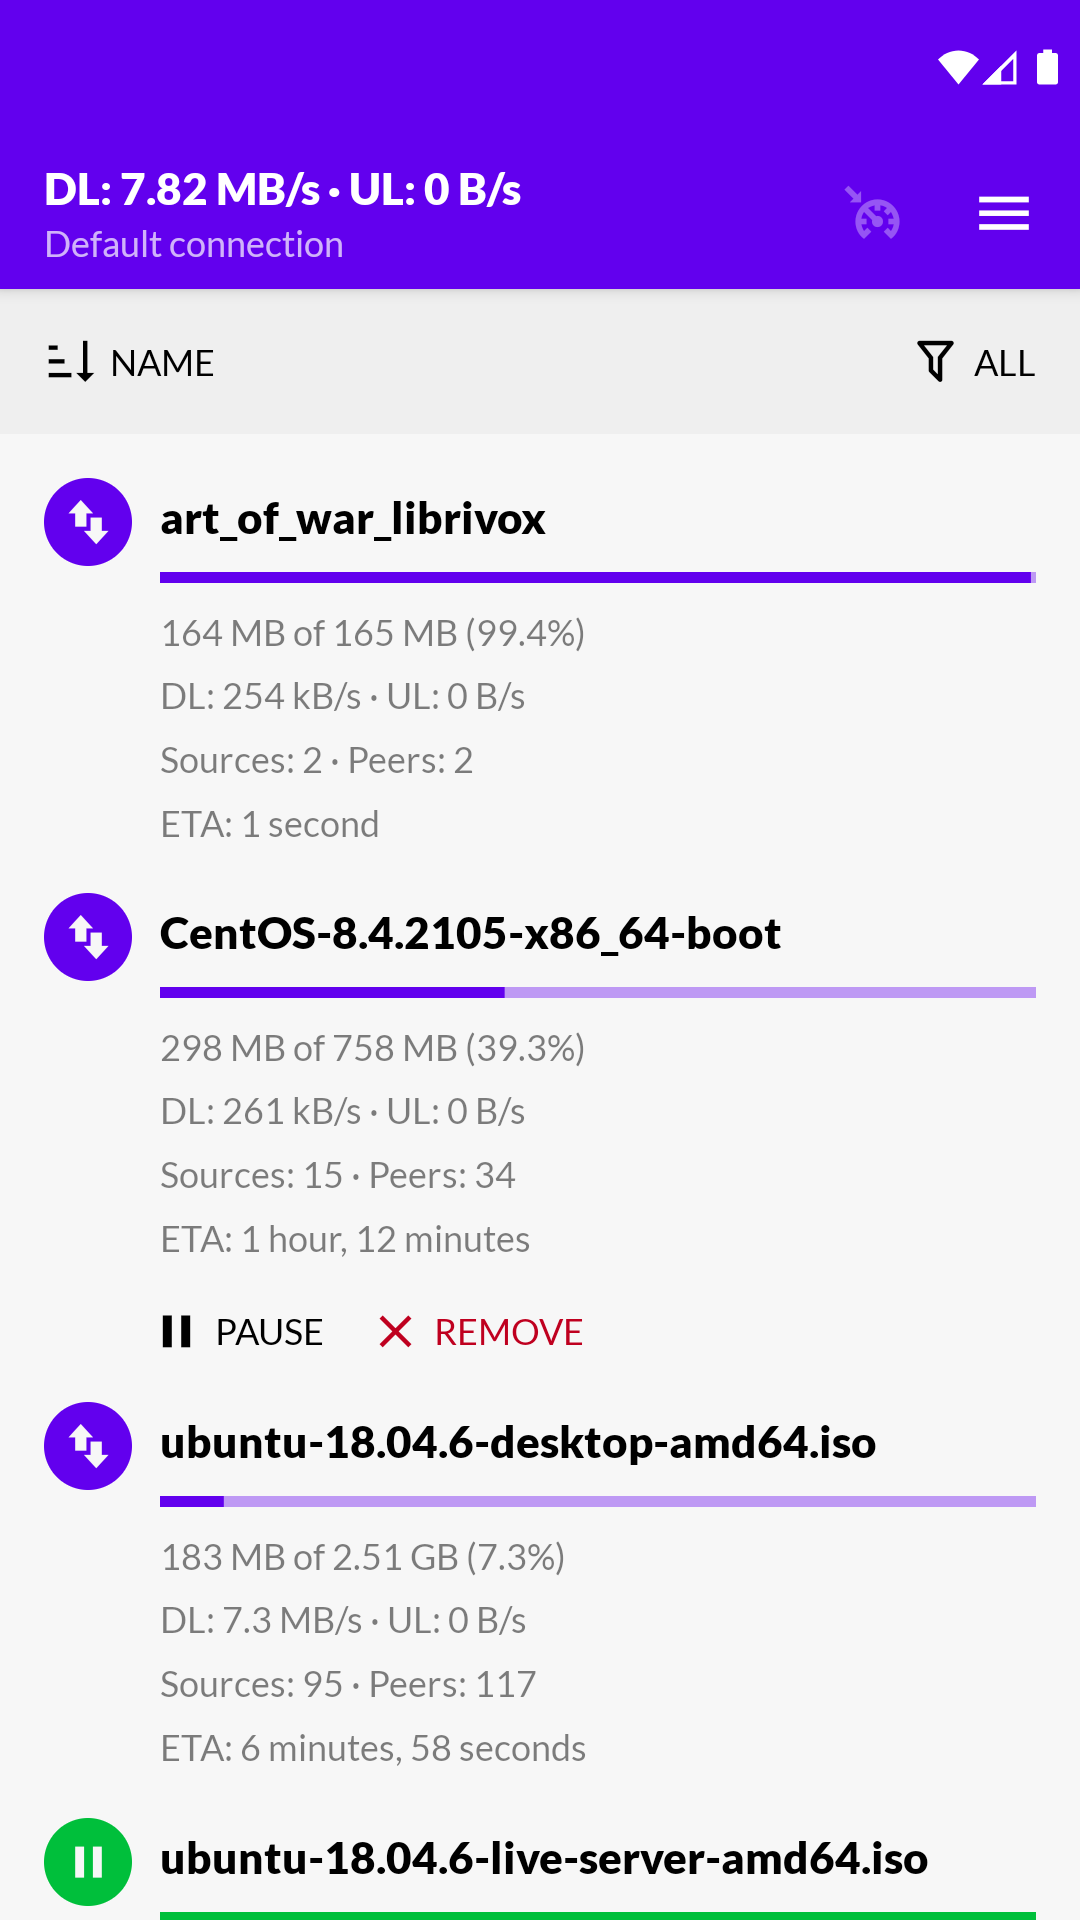 DL: 7.82 MB/s · UL: 0 B/s
Default connection
NAME
ALL
art_of_war_librivox
164 MB of 165 MB (99.4%)
DL: 254 kB/s · UL: 0 B/s
Sources: 2 · Peers: 2
ETA: 1 second
CentOS-8.4.2105-x86_64-boot
298 MB of 758 MB (39.3%)
DL: 261 kB/s · UL: 0 B/s
Sources: 15 · Peers: 34
ETA: 1 hour, 12 minutes
PAUSE
REMOVE
ubuntu-18.04.6-desktop-amd64.iso
183 MB of 2.51 GB (7.3%)
DL: 7.3 MB/s · UL: 0 B/s
Sources: 95 · Peers: 117
ETA: 6 minutes, 58 seconds
ubuntu-18.04.6-live-server-amd64.iso